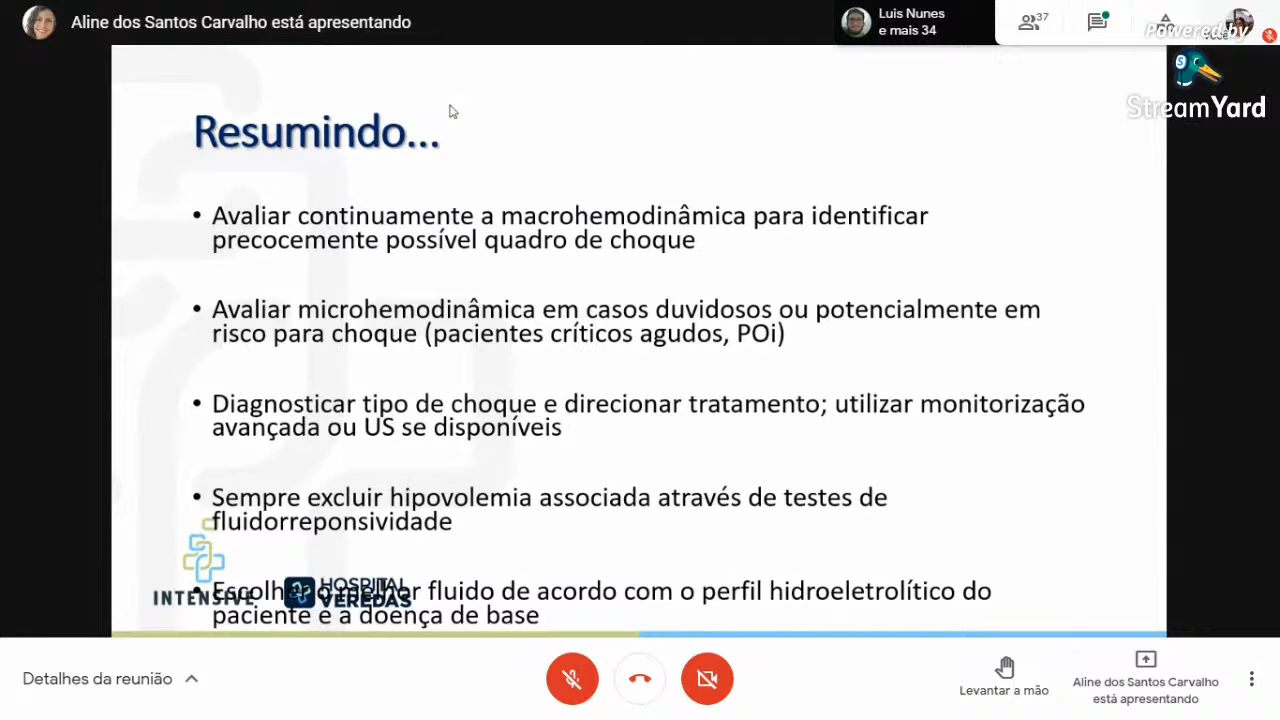 Aline dos Santos Carvalho está apresentando
Luis Nunes
e mais 34
37
Powered by
StreamYard
Resumindo...
• Avaliar continuamente a macrohemodinâmica para identificar
precocemente possível quadro de choque
• Avaliar microhemodinâmica em casos duvidosos ou potencialmente em
risco para choque (pacientes críticos agudos, POi)
• Diagnosticar tipo de choque e direcionar tratamento; utilizar monitorização
avançada ou US se disponíveis
• Sempre excluir hipovolemia associada através de testes de
fluidorreponsividade
• Escolher o melhor fluido de acordo com o perfil hidroeletrolítico do
paciente e a doença de base
INTENSIVE
HOSPITAL
VEREDAS
Detalhes da reunião
Levantar a mão
Aline dos Santos Carvalho
está apresentando